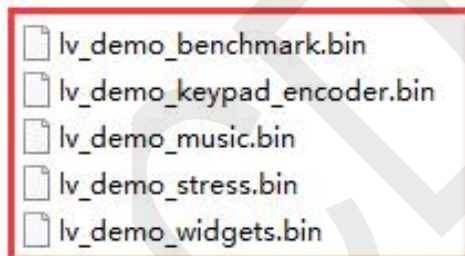 lv_demo_benchmark.bin
lv_demo_keypad_encoder.bin
lv_demo_music.bin
lv_demo_stress.bin
lv_demo_widgets.bin